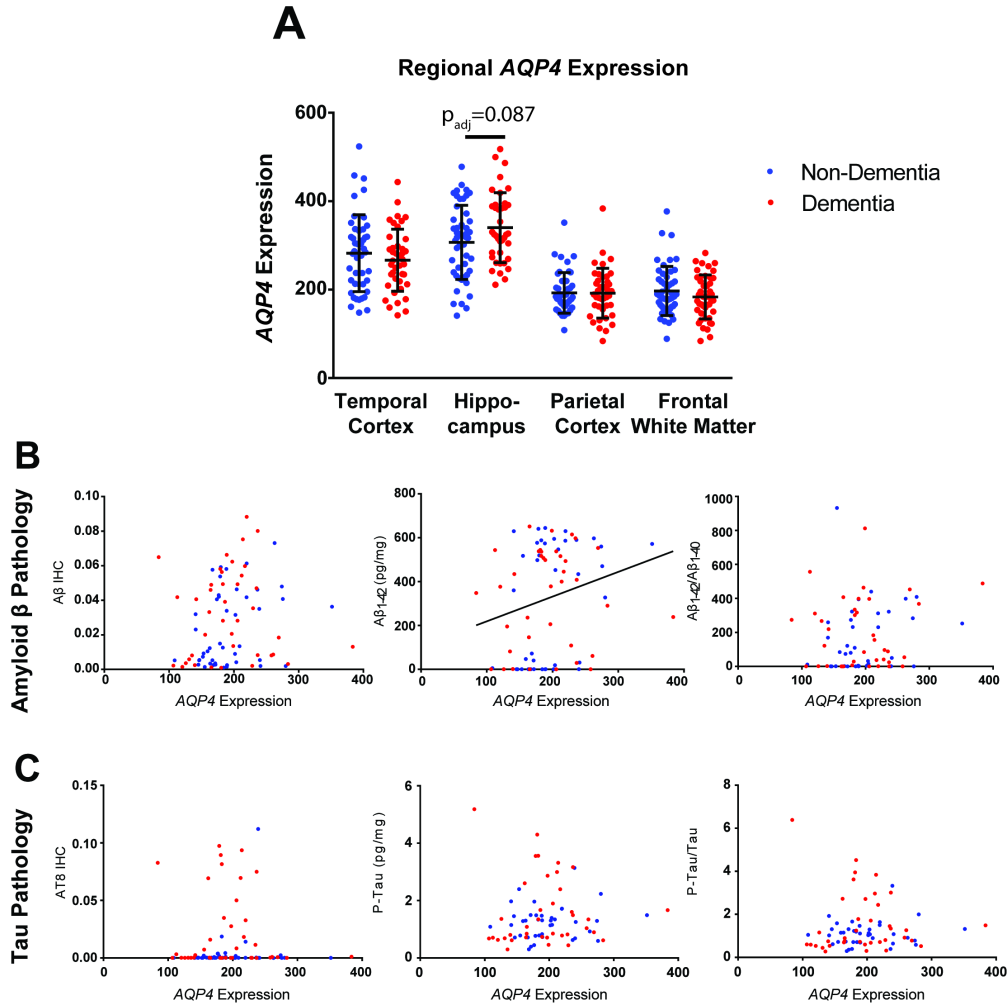 A
Regional AQP4 Expression
p adj=0.087
AQP4 Expression
600
400
200
0
Temporal Cortex
Hippo-campus
Parietal Cortex
Frontal White Matter
Non-Dementia
Dementia
B
Amyloid β Pathology
Aβ IHC
0.10
0.08
0.06
0.04
0.02
0.00
0 100 200 300 400
AQP4 Expression
Aβ1-42 (pg/mg)
800
600
400
200
0
0 100 200 300 400
AQP4 Expression
Aβ1-42/Aβ1-40
1000
800
600
400
200
0
0 100 200 300 400
AQP4 Expression
C
Tau Pathology
AT8 IHC
0.15
0.10
0.05
0.00
0 100 200 300 400
AQP4 Expression
P-Tau (pg/mg)
6
4
2
0
0 100 200 300 400
AQP4 Expression
P-Tau/Tau
8
6
4
2
0
0 100 200 300 400
AQP4 Expression